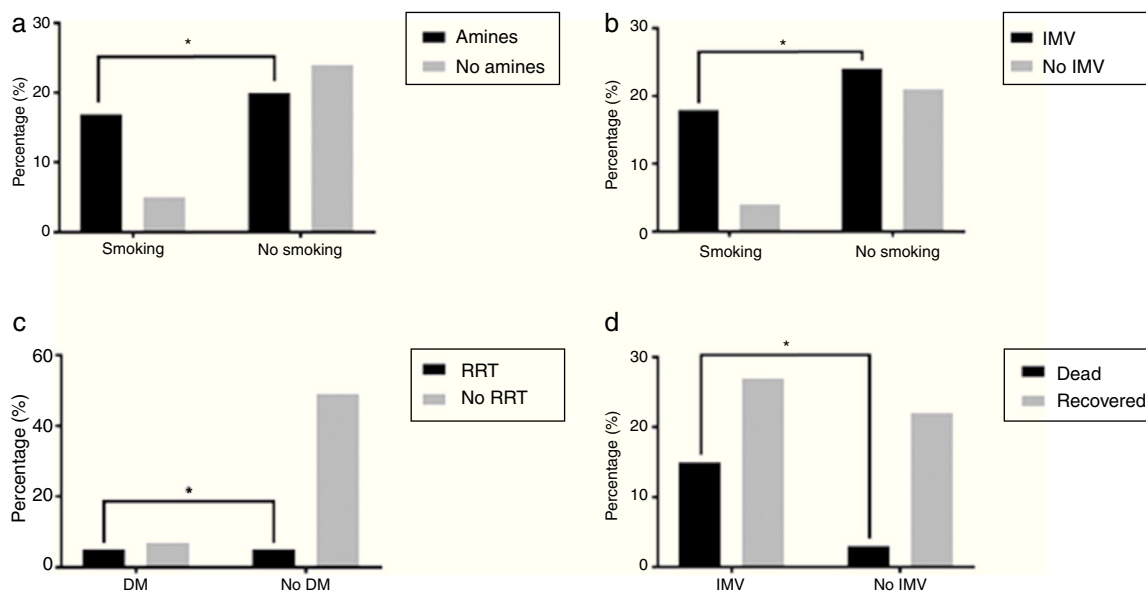 a
30
20
10
0
Percentage (%)
*
Amines
No amines
Smoking
No smoking
b
30
20
10
0
Percentage (%)
*
IMV
No IMV
Smoking
No smoking
c
60
40
20
0
Percentage (%)
*
RRT
No RRT
DM
No DM
d
30
20
10
0
Percentage (%)
*
Dead
Recovered
IMV
No IMV